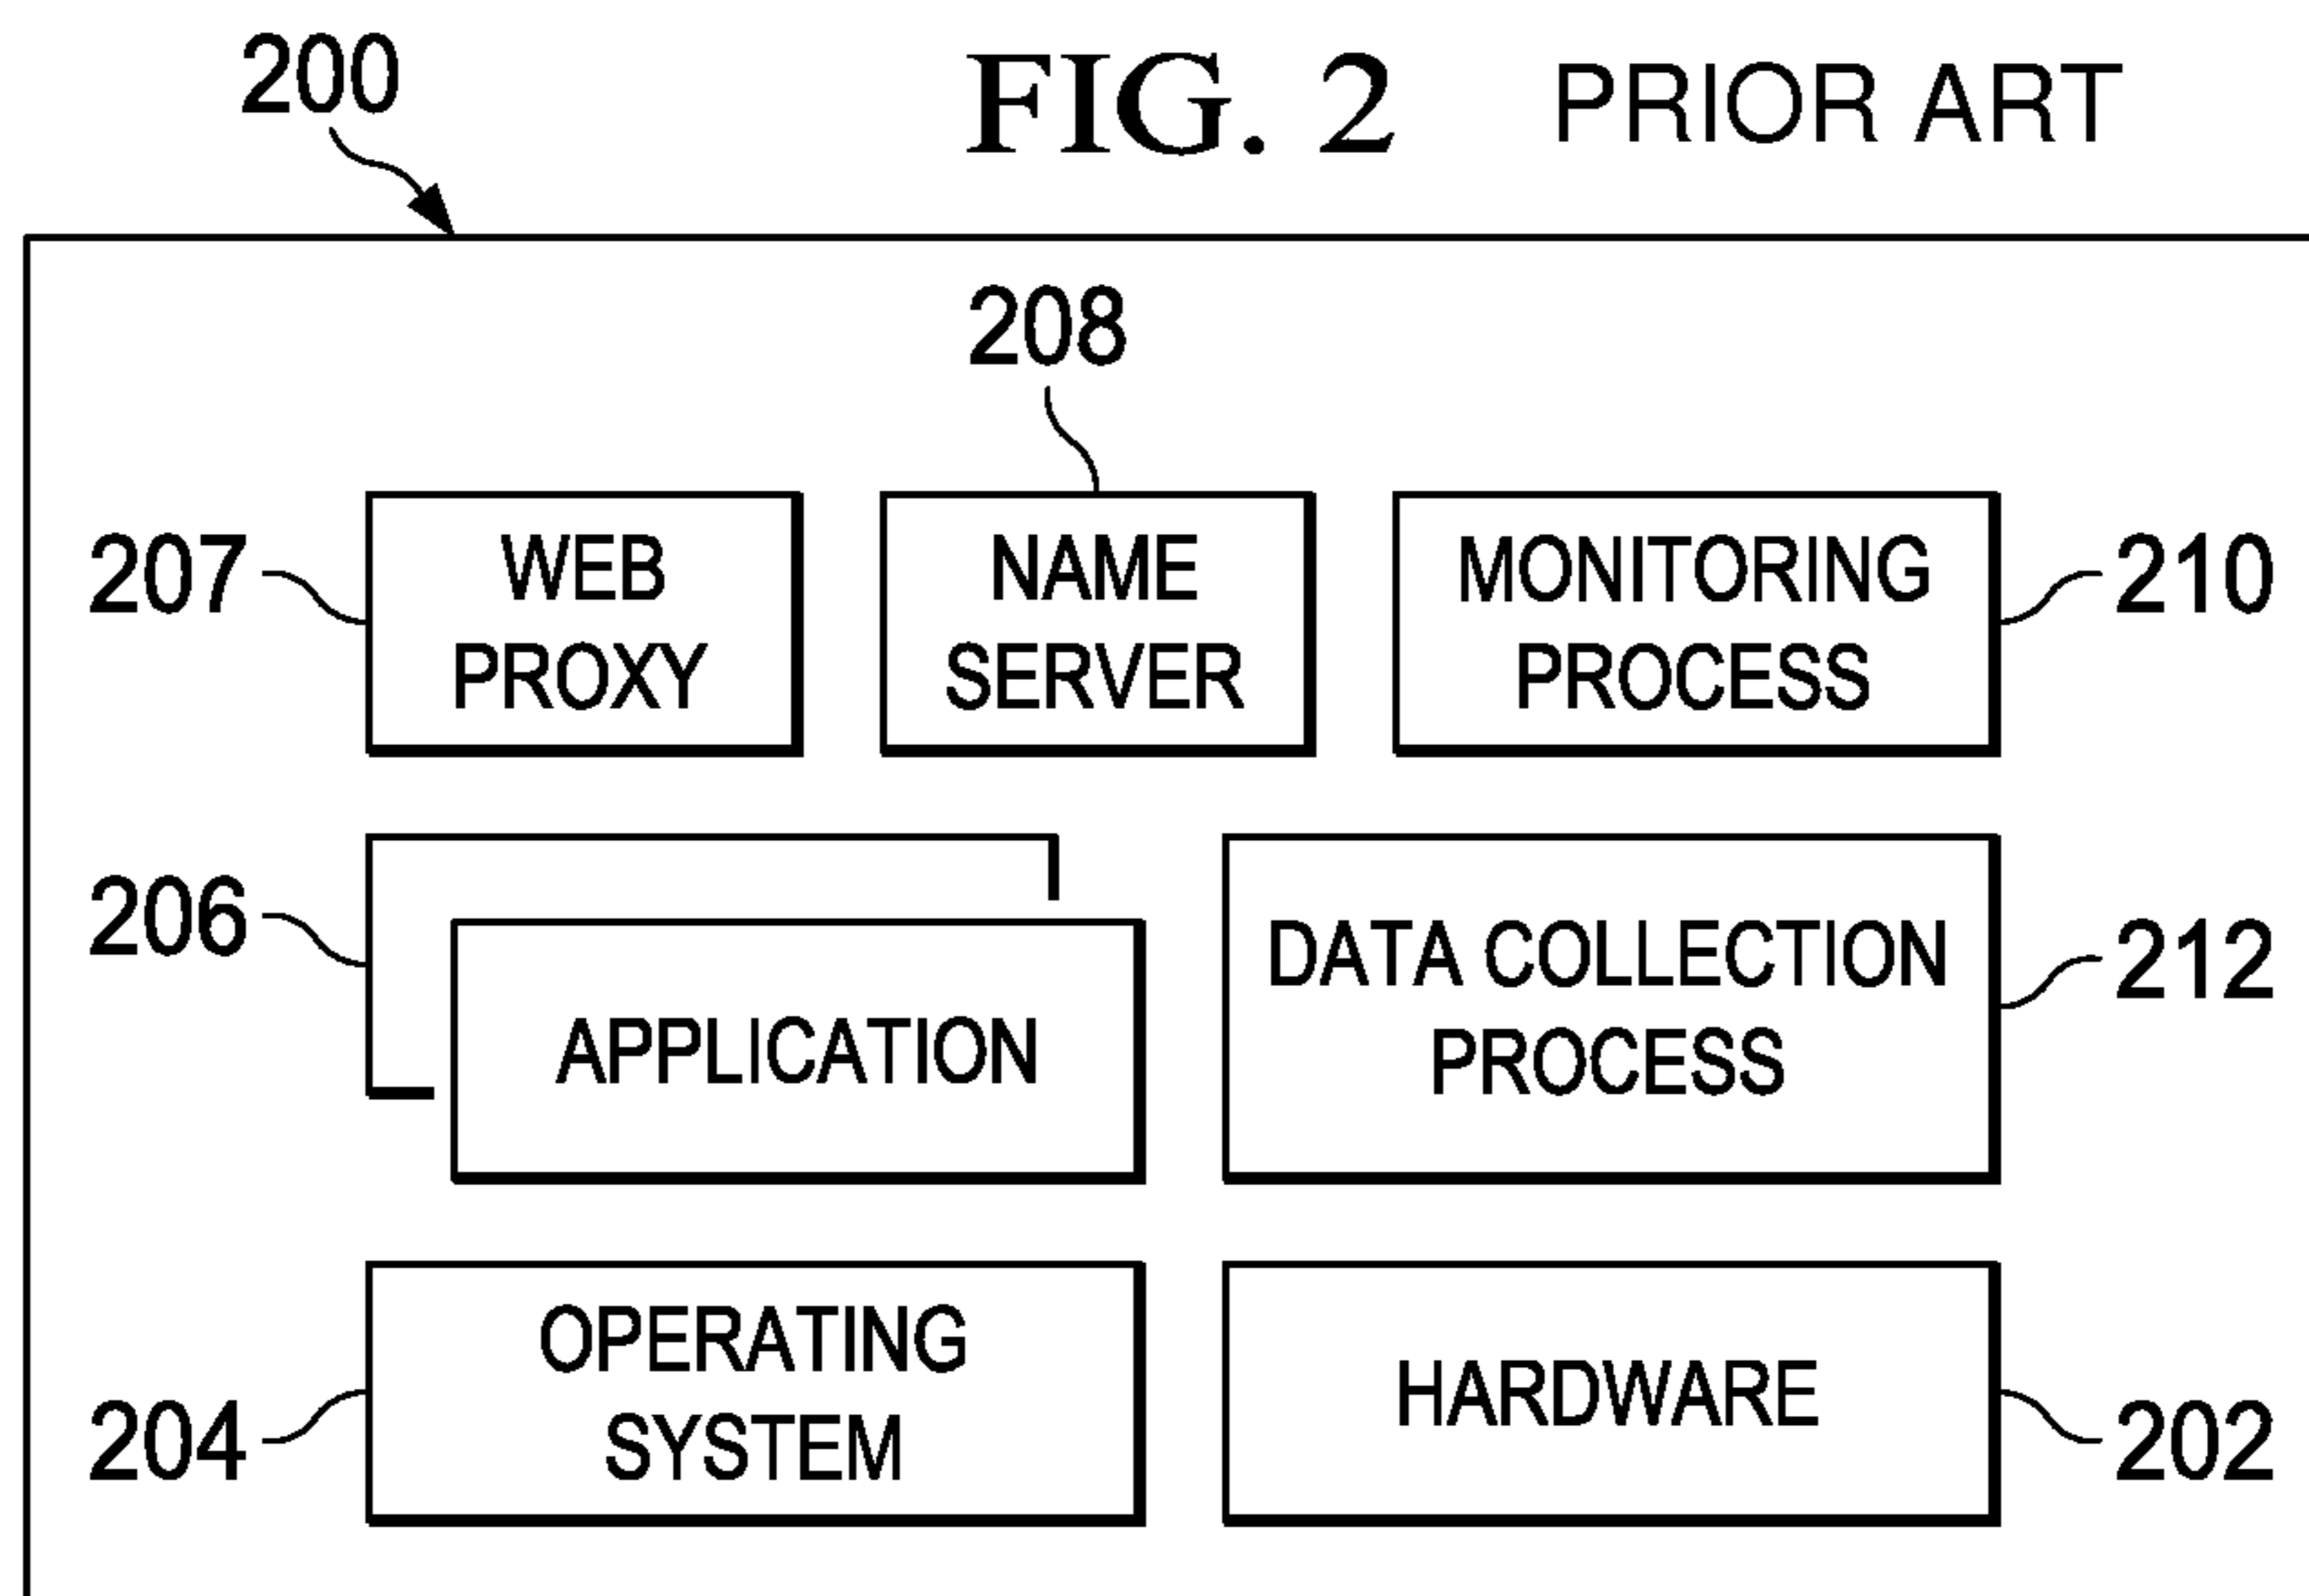 200
FIG. 2 PRIOR ART
208
207
WEB
PROXY
NAME
SERVER
MONITORING
PROCESS
210
206
APPLICATION
DATA COLLECTION
PROCESS
212
204
OPERATING
SYSTEM
HARDWARE
202